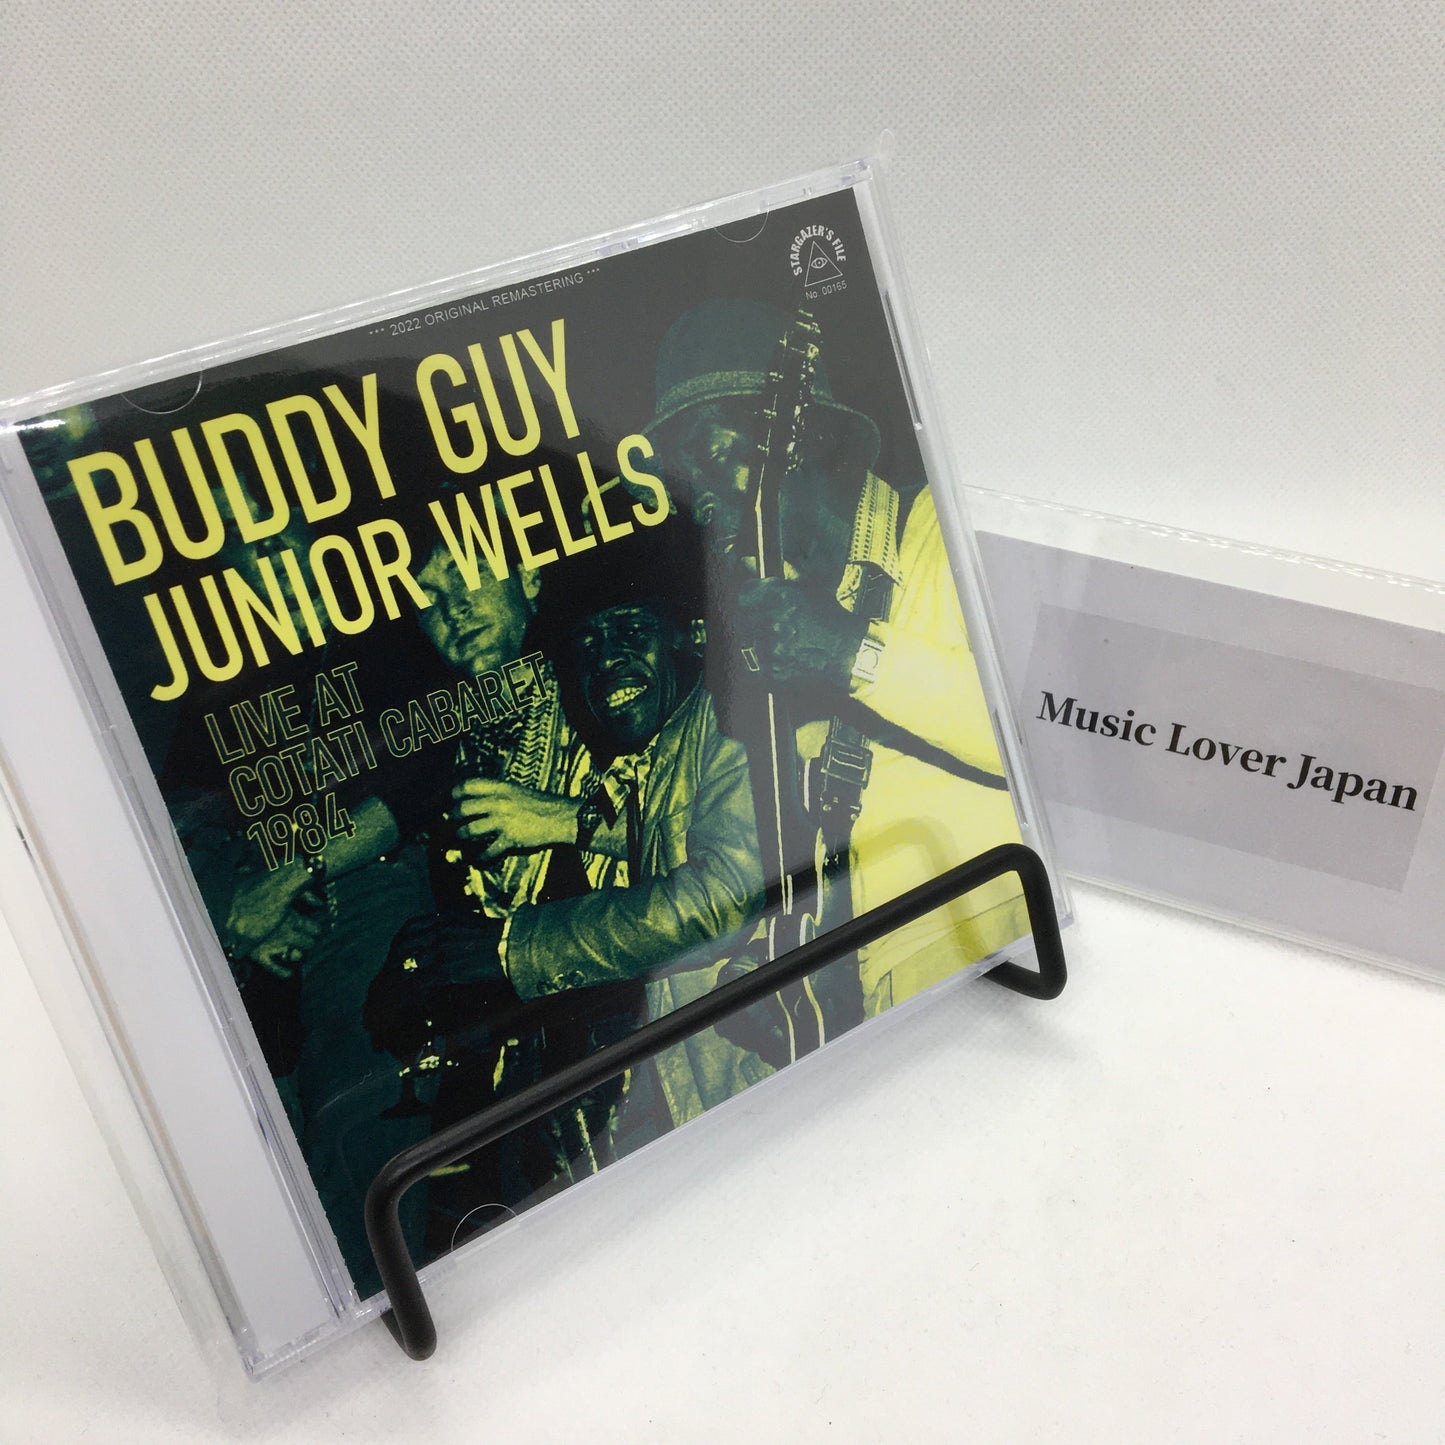 *** 2022 ORIGINAL REMASTERING ***
STARGAZER'S FILE
No. 00165
BUDDY GUY
JUNIOR WELLS
LIVE AT
COTATI CABARET
1984
Music Lover Japan